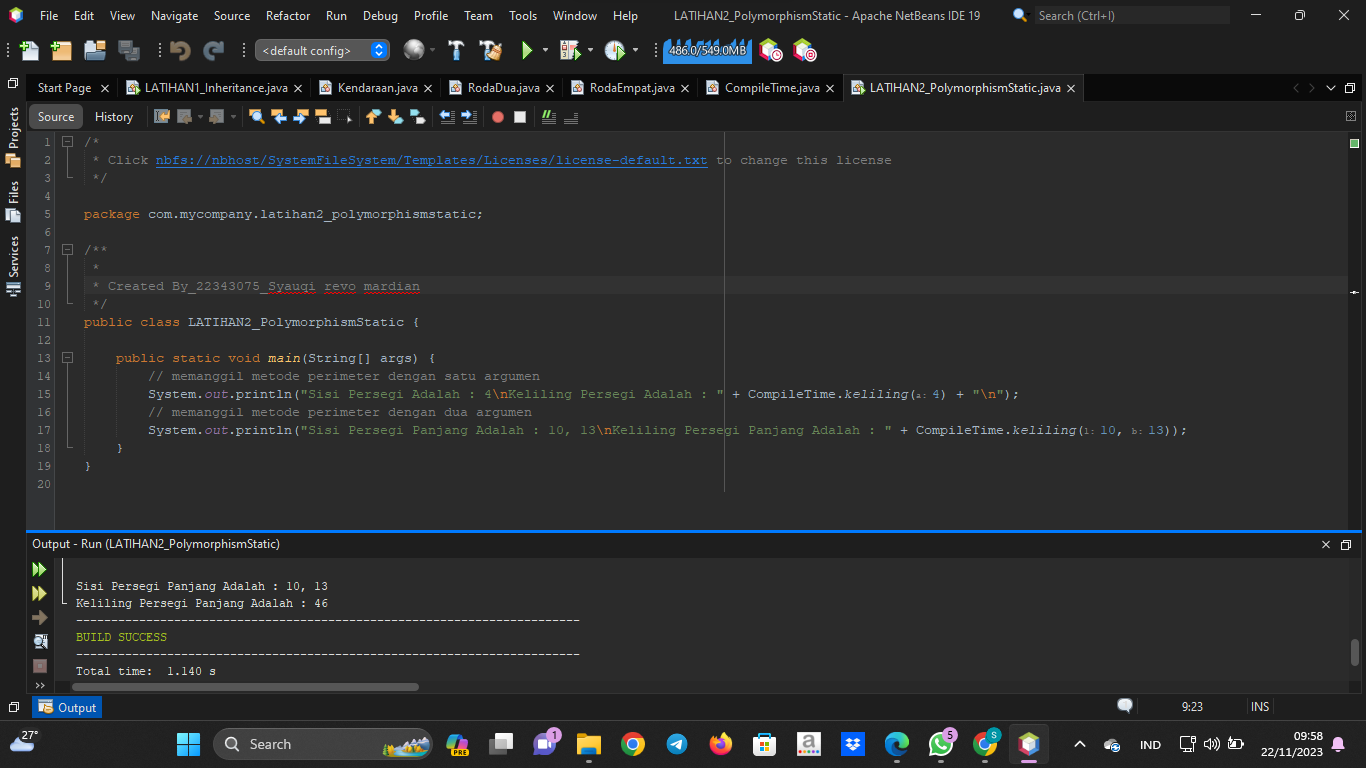 File Edit View Navigate Source Refactor Run Debug Profile Team Tools Window Help LATIHAN2_PolymorphismStatic - Apache NetBeans IDE 19 Search (Ctrl+I)
<default config> 486.0/549.0MB
Start Page LATIHAN1_Inheritance.java Kendaraan.java RodaDua.java RodaEmpat.java CompileTime.java LATIHAN2_PolymorphismStatic.java
Source History
Projects
Files
Services
1 /*
2 * Click nbfs://nbhost/SystemFileSystem/Templates/Licenses/license-default.txt to change this license
3 */
4
5 package com.mycompany.latihan2_polymorphismstatic;
6
7 /**
8 *
9 * Created By_22343075_Syauqi revo mardian
10 */
11 public class LATIHAN2_PolymorphismStatic {
12
13 public static void main(String[] args) {
14 // memanggil metode perimeter dengan satu argumen
15 System.out.println("Sisi Persegi Adalah : 4\nKeliling Persegi Adalah : " + CompileTime.keliling(a: 4) + "\n");
16 // memanggil metode perimeter dengan dua argumen
17 System.out.println("Sisi Persegi Panjang Adalah : 10, 13\nKeliling Persegi Panjang Adalah : " + CompileTime.keliling(l: 10, b: 13));
18 }
19 }
20
Output - Run (LATIHAN2_PolymorphismStatic)
Sisi Persegi Panjang Adalah : 10, 13
Keliling Persegi Panjang Adalah : 46
------------------------------------------------------------------------
BUILD SUCCESS
------------------------------------------------------------------------
Total time: 1.140 s
Output 9:23 INS
27° Search PRE 1 a 5 S IND 09:58
22/11/2023